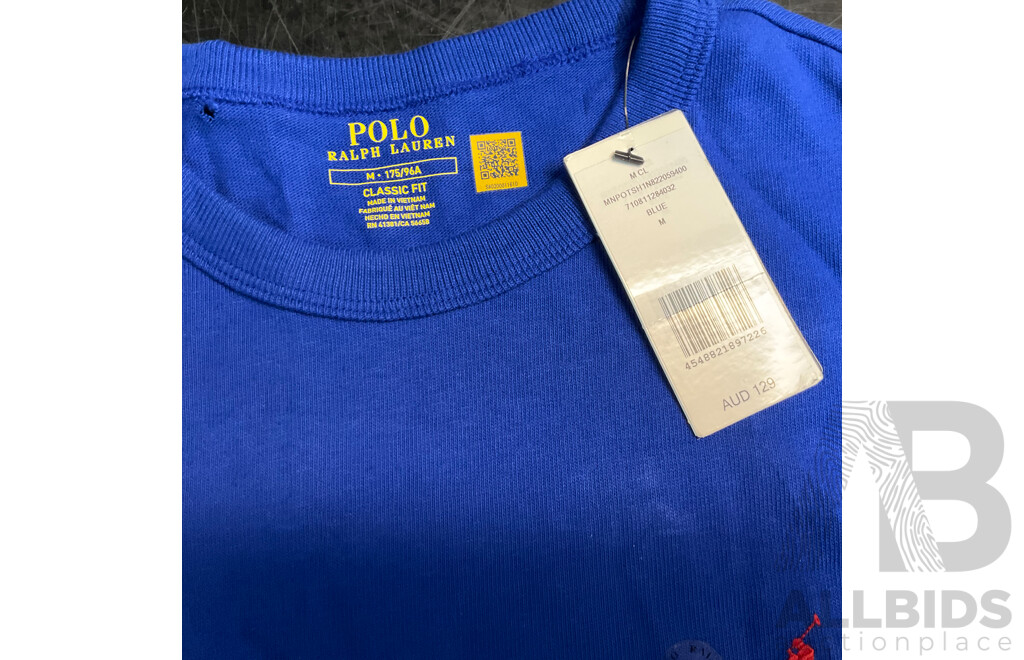 POLO
RALPH LAUREN
M • 175/96A
CLASSIC FIT
MADE IN VIETNAM
FABRIQUÉ AU VIÊT NAM
HECHO EN VIETNAM
RN 41381/CA 56658
M CL
MNPOTSH1N822059400
710811284032
BLUE
M
4548821897225
AUD 129
ALLBIDS
auctionplace